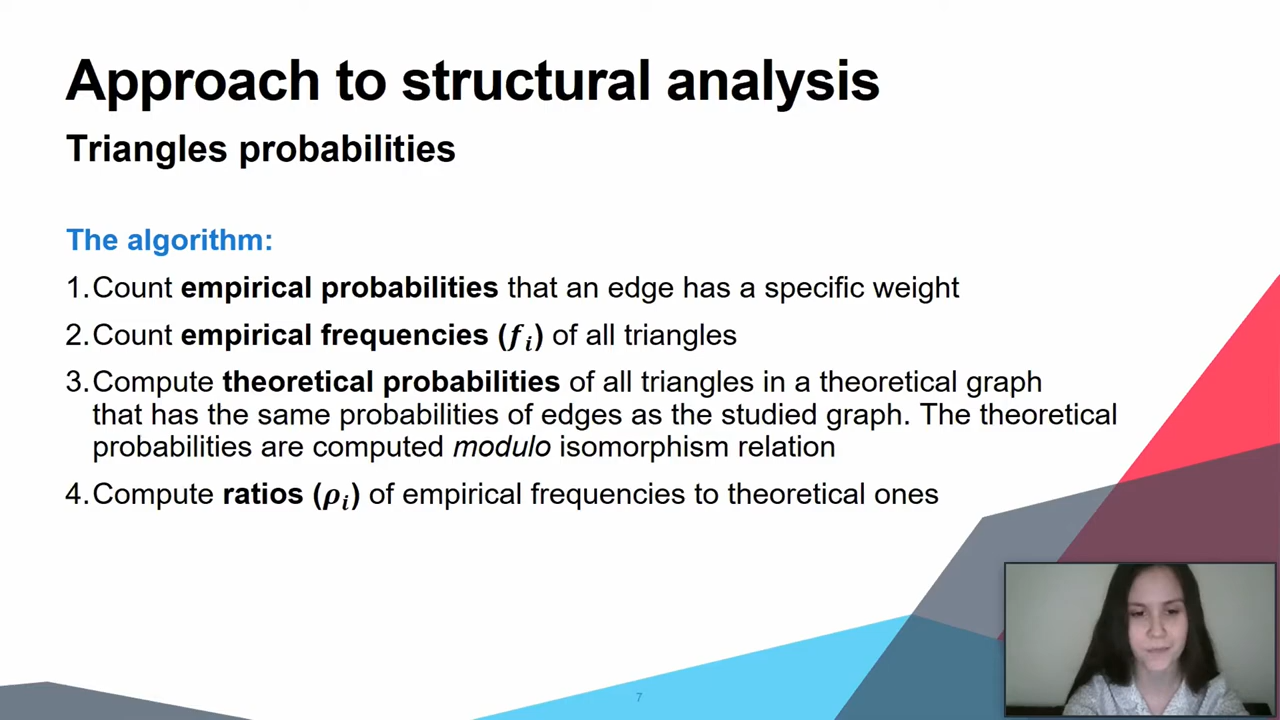 Approach to structural analysis
Triangles probabilities
The algorithm:
1. Count empirical probabilities that an edge has a specific weight
2. Count empirical frequencies (𝒇ᵢ) of all triangles
3. Compute theoretical probabilities of all triangles in a theoretical graph
that has the same probabilities of edges as the studied graph. The theoretical
probabilities are computed modulo isomorphism relation
4. Compute ratios (𝝆ᵢ) of empirical frequencies to theoretical ones
7